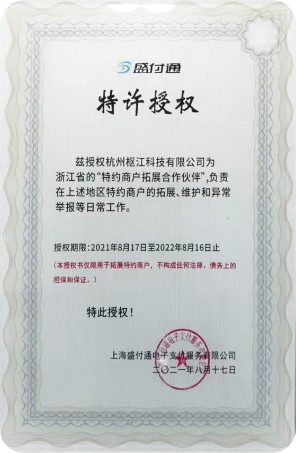 盛付通
特许授权
兹授权杭州枢江科技有限公司为
浙江省的“特约商户拓展合作伙伴”,负责
在上述地区特约商户的拓展、维护和异常
举报等日常工作。
授权期限:2021年8月17日至2022年8月16日止
(本授权书仅限用于拓展特约商户,不构成任何法律、债务上的
担保和保证。)
特此授权!
上海盛付通电子支付服务有限公司
二〇二一年八月十七日